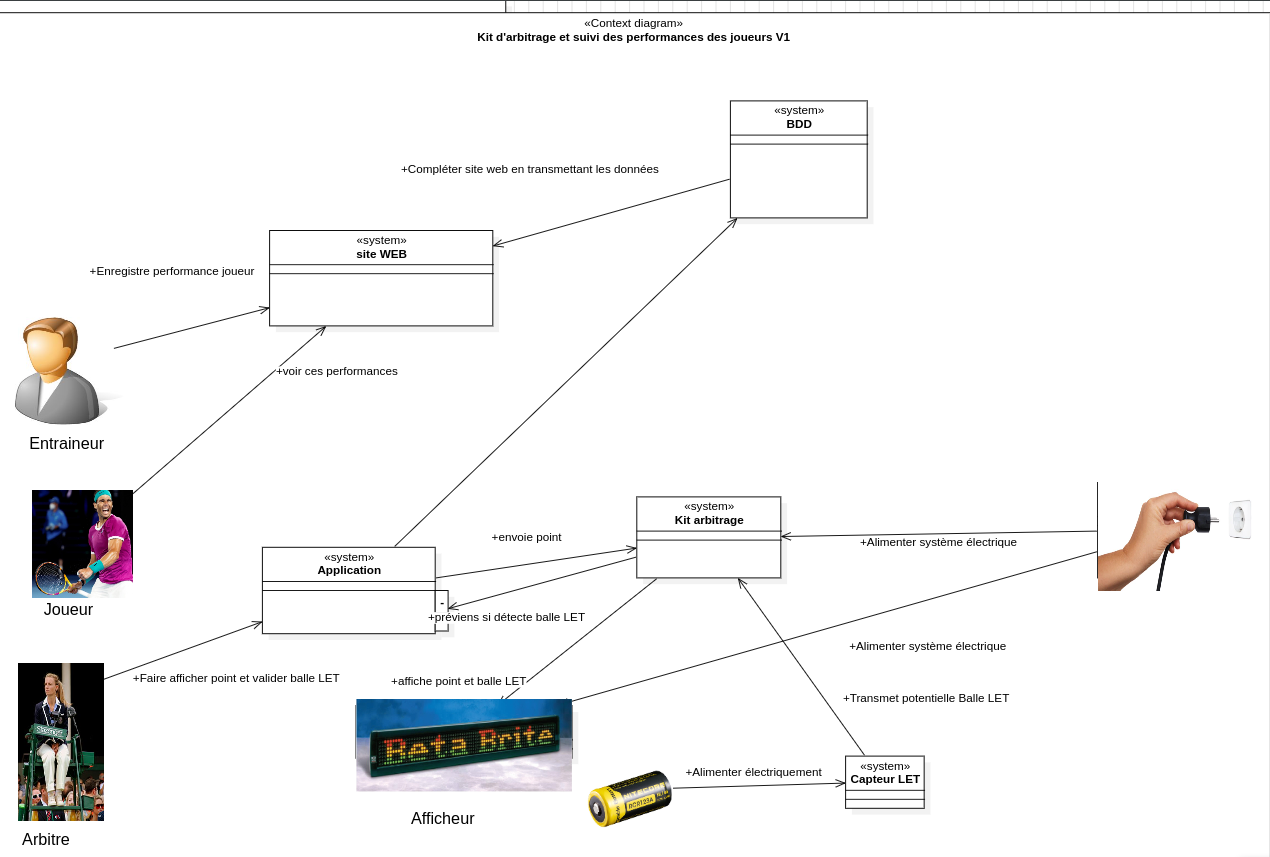 «Context diagram»
Kit d'arbitrage et suivi des performances des joueurs V1
«system»
BDD
+Compléter site web en transmettant les données
«system»
site WEB
+Enregistre performance joueur
+voir ces performances
Entraineur
Joueur
«system»
Kit arbitrage
+envoie point
+Alimenter système électrique
«system»
Application
-
+préviens si détecte balle LET
+Alimenter système électrique
+Faire afficher point et valider balle LET
+affiche point et balle LET
+Transmet potentielle Balle LET
Beta Brite
«system»
Capteur LET
+Alimenter électriquement
NITECORE
Afficheur
Arbitre